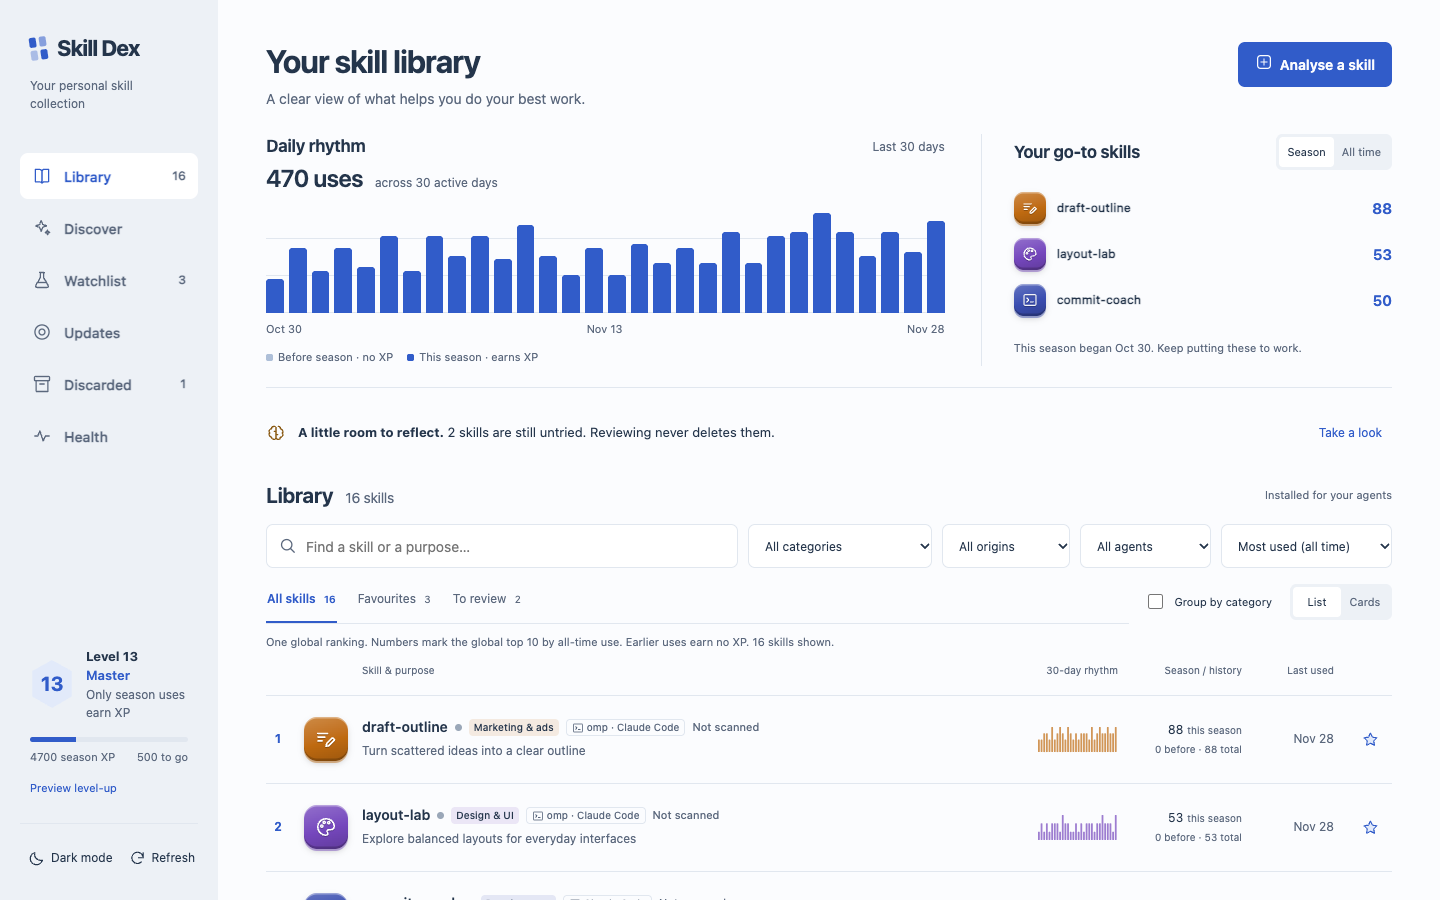 Skill Dex
Your personal skill
collection
Library 16
Discover
Watchlist 3
Updates
Discarded 1
Health
Level 13
Master
13
Only season uses
earn XP
4700 season XP 500 to go
Preview level-up
Dark mode Refresh
Your skill library
A clear view of what helps you do your best work.
Analyse a skill
Daily rhythm Last 30 days
470 uses across 30 active days
Oct 30 Nov 13 Nov 28
Before season · no XP This season · earns XP
Your go-to skills
Season All time
draft-outline 88
layout-lab 53
commit-coach 50
This season began Oct 30. Keep putting these to work.
A little room to reflect. 2 skills are still untried. Reviewing never deletes them. Take a look
Library 16 skills Installed for your agents
Find a skill or a purpose... All categories All origins All agents Most used (all time)
All skills 16 Favourites 3 To review 2 Group by category List Cards
One global ranking. Numbers mark the global top 10 by all-time use. Earlier uses earn no XP. 16 skills shown.
Skill & purpose 30-day rhythm Season / history Last used
1 draft-outline Marketing & ads omp · Claude Code Not scanned
Turn scattered ideas into a clear outline
88 this season
0 before · 88 total
Nov 28
2 layout-lab Design & UI omp · Claude Code Not scanned
Explore balanced layouts for everyday interfaces
53 this season
0 before · 53 total
Nov 28